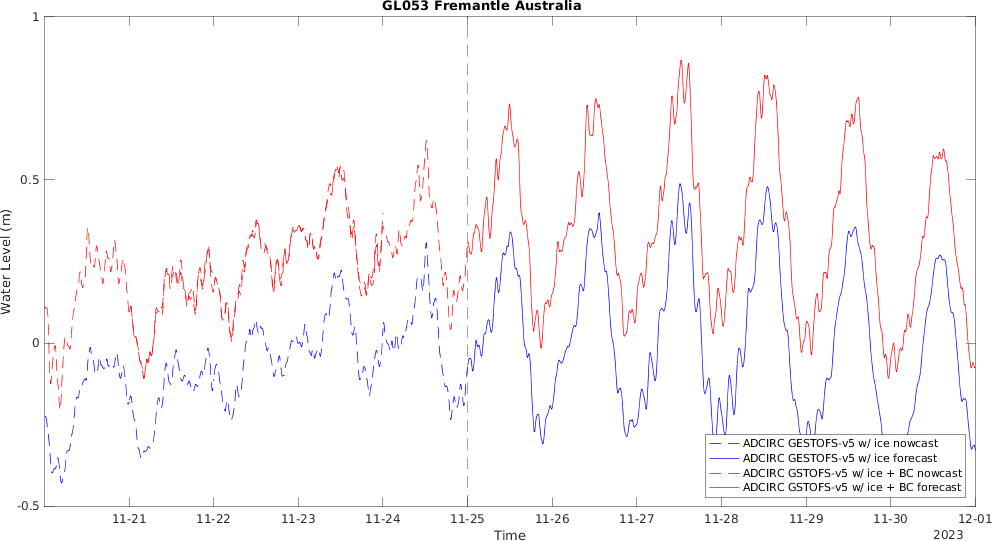 GL053 Fremantle Australia
1
0.5
0
-0.5
Water Level (m)
11-21 11-22 11-23 11-24 11-25 11-26 11-27 11-28 11-29 11-30 12-01
Time
2023
ADCIRC GESTOFS-v5 w/ ice nowcast
ADCIRC GESTOFS-v5 w/ ice forecast
ADCIRC GSTOFS-v5 w/ ice + BC nowcast
ADCIRC GSTOFS-v5 w/ ice + BC forecast